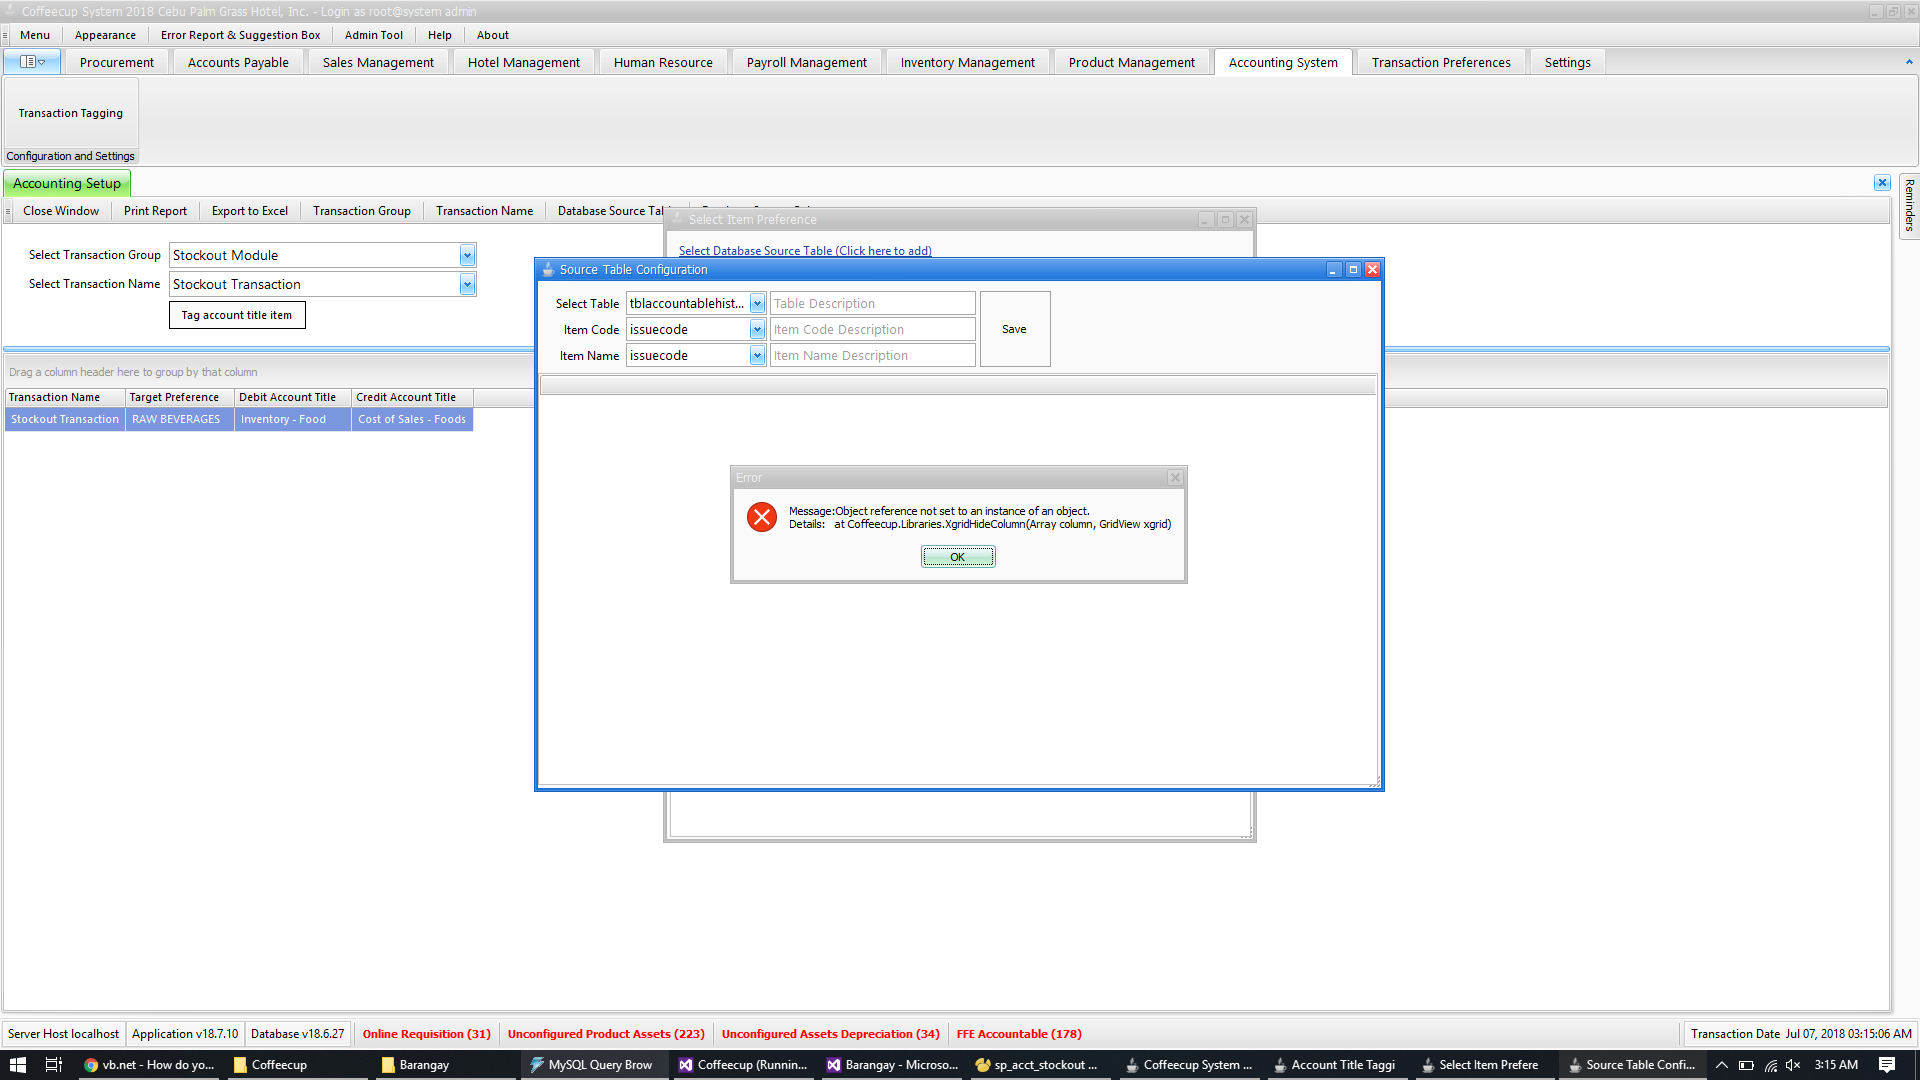 Coffeecup System 2018 Cebu Palm Grass Hotel, Inc. - Login as root@system admin
Menu Appearance Error Report & Suggestion Box Admin Tool Help About
Procurement Accounts Payable Sales Management Hotel Management Human Resource Payroll Management Inventory Management Product Management Accounting System Transaction Preferences Settings
Transaction Tagging
Configuration and Settings
Accounting Setup
Reminders
Close Window Print Report Export to Excel Transaction Group Transaction Name Database Source
Select Item Preference
Select Database Source Table (Click here to add)
Select Transaction Group Stockout Module
Select Transaction Name Stockout Transaction
Tag account title item
Source Table Configuration
Select Table tblaccountablehist... Table Description
Item Code issuecode Item Code Description
Item Name issuecode Item Name Description
Save
Drag a column header here to group by that column
Transaction Name Target Preference Debit Account Title Credit Account Title
Stockout Transaction RAW BEVERAGES Inventory - Food Cost of Sales - Foods
Error
Message:Object reference not set to an instance of an object.
Details: at Coffeecup.Libraries.XgridHideColumn(Array column, GridView xgrid)
OK
Server Host localhost Application v18.7.10 Database v18.6.27 Online Requisition (31) Unconfigured Product Assets (223) Unconfigured Assets Depreciation (34) FFE Accountable (178) Transaction Date Jul 07, 2018 03:15:06 AM
vb.net - How do yo... Coffeecup Barangay MySQL Query Brow Coffeecup (Runnin... Barangay - Microso... sp_acct_stockout ... Coffeecup System ... Account Title Taggi Select Item Prefere Source Table Confi... 3:15 AM